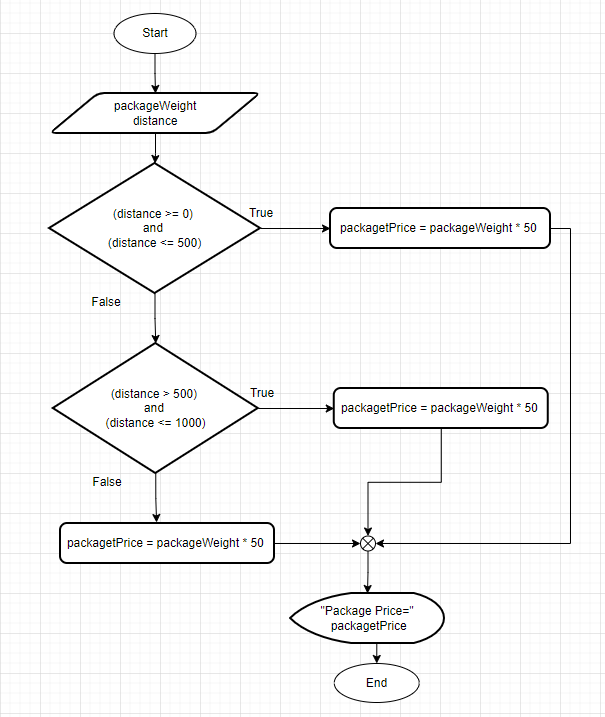 Start
packageWeight
distance
(distance >= 0)
and
(distance <= 500)
True
packagetPrice = packageWeight * 50
False
(distance > 500)
and
(distance <= 1000)
True
packagetPrice = packageWeight * 50
False
packagetPrice = packageWeight * 50
"Package Price="
packagetPrice
End